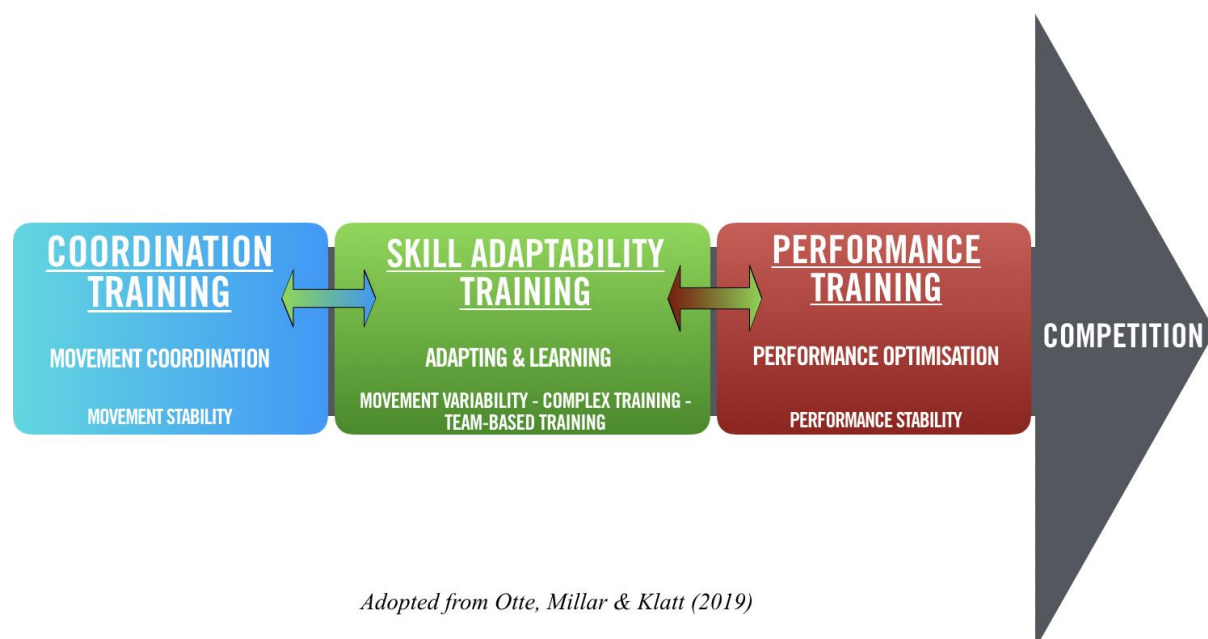 COORDINATION
TRAINING
MOVEMENT COORDINATION
MOVEMENT STABILITY
SKILL ADAPTABILITY
TRAINING
ADAPTING & LEARNING
MOVEMENT VARIABILITY - COMPLEX TRAINING -
TEAM-BASED TRAINING
PERFORMANCE
TRAINING
PERFORMANCE OPTIMISATION
PERFORMANCE STABILITY
COMPETITION
Adopted from Otte, Millar & Klatt (2019)